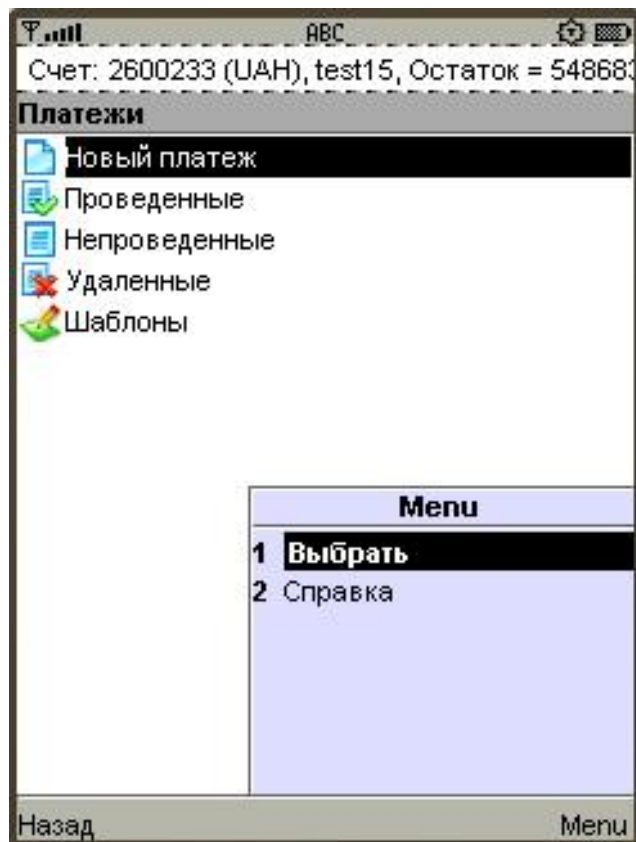 ABC
Счет: 2600233 (UAH), test15, Остаток = 54868
Платежи
Новый платеж
Проведенные
Непроведенные
Удаленные
Шаблоны
Menu
1 Выбрать
2 Справка
Назад Menu